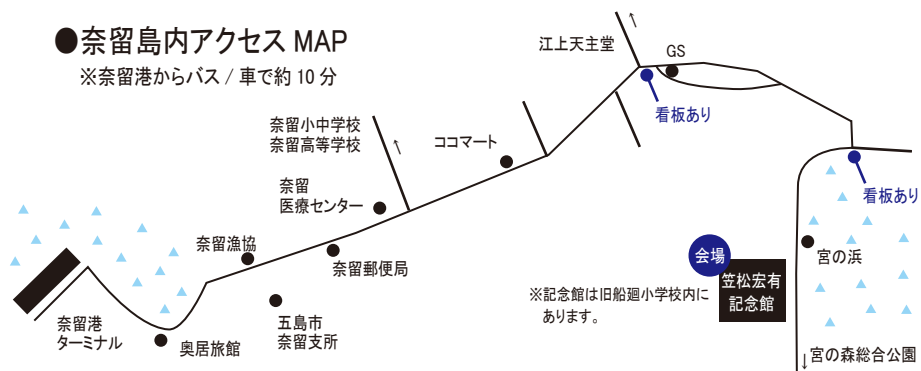 ●奈留島内アクセス MAP
※奈留港からバス / 車で約 10 分
江上天主堂
GS
看板あり
奈留小中学校
奈留高等学校
ココマート
奈留
医療センター
看板あり
奈留漁協
奈留郵便局
会場
宮の浜
笠松宏有
記念館
※記念館は旧船廻小学校内に
あります。
奈留港
ターミナル
五島市
奈留支所
奥居旅館
宮の森総合公園